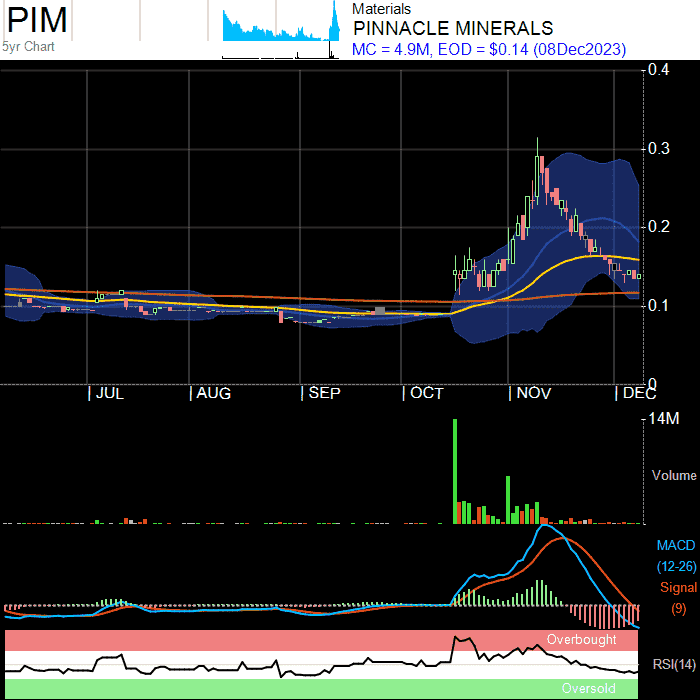 PIM
5yr Chart
Materials
PINNACLE MINERALS
MC = 4.9M, EOD = $0.14 (08Dec2023)
0.4
0.3
0.2
0.1
0
JUL AUG SEP OCT NOV DEC
14M
Volume
MACD
(12-26)
Signal
(9)
Overbought
RSI(14)
Oversold